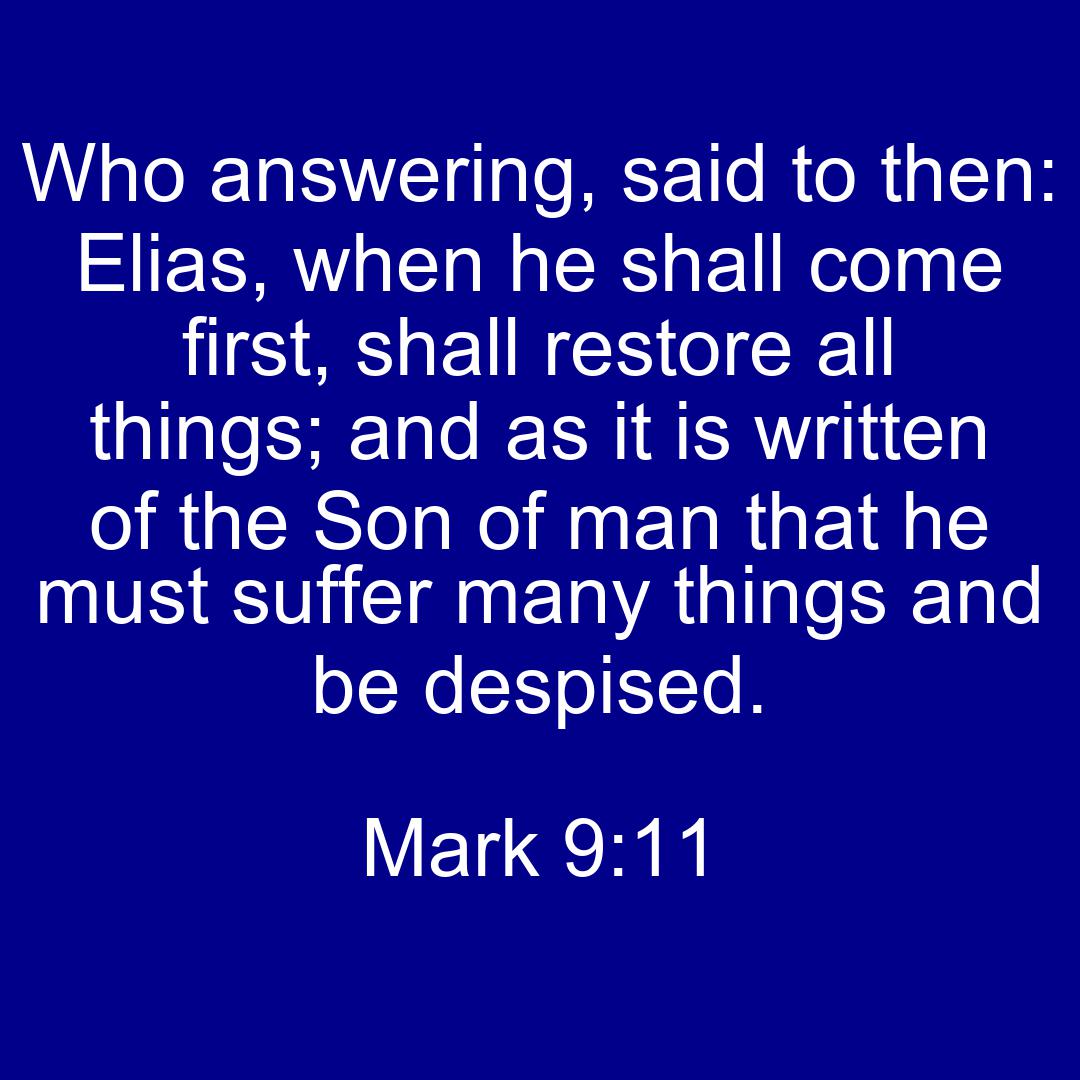 Who answering, said to then:
Elias, when he shall come
first, shall restore all
things; and as it is written
of the Son of man that he
must suffer many things and
be despised.
Mark 9:11